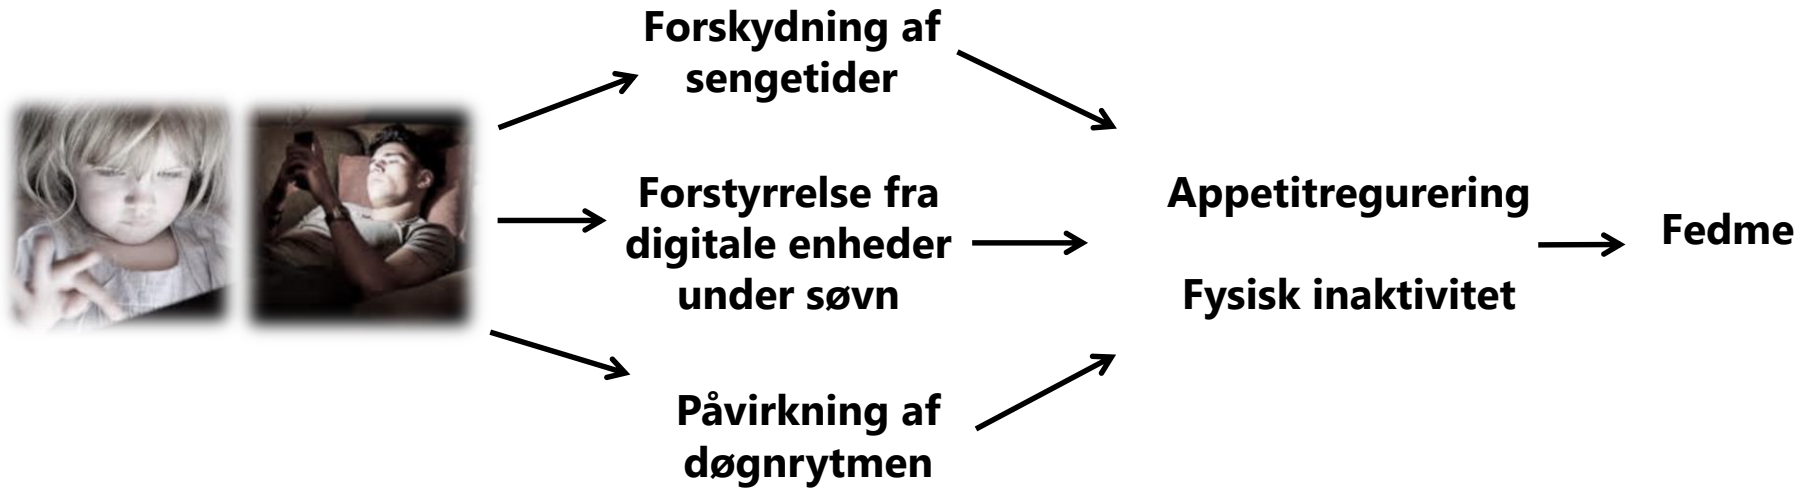 Forskydning af
sengetider
Forstyrrelse fra
digitale enheder
under søvn
Påvirkning af
døgnrytmen
Appetitregurering
Fysisk inaktivitet
Fedme